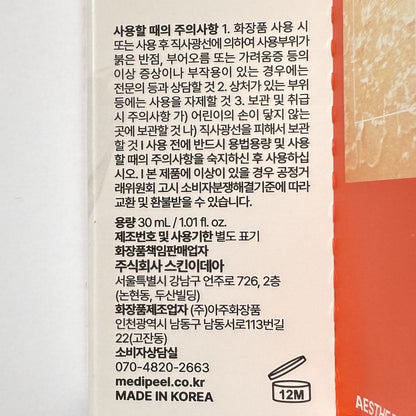 사용할 때의 주의사항 1. 화장품 사용 시
또는 사용 후 직사광선에 의하여 사용부위가
붉은 반점, 부어오름 또는 가려움증 등의
이상 증상이나 부작용이 있는 경우에는
전문의 등과 상담할 것 2. 상처가 있는 부위
등에는 사용을 자제할 것 3. 보관 및 취급
시 주의사항 가) 어린이의 손이 닿지 않는
곳에 보관할 것 나) 직사광선을 피해서 보관
할 것 I 사용 전에 반드시 용법용량 및 사용
할 때의 주의사항을 숙지하신 후 사용하십
시오. I 본 제품에 이상이 있을 경우 공정거
래위원회 고시 소비자분쟁해결기준에 따라
교환 및 환불받을 수 있습니다.
용량 30 mL / 1.01 fl. oz.
제조번호 및 사용기한 별도 표기
화장품책임판매업자
주식회사 스킨이데아
서울특별시 강남구 언주로 726, 2층
(논현동, 두산빌딩)
화장품제조업자 (주)아주화장품
인천광역시 남동구 남동서로113번길
22(고잔동)
소비자상담실
070-4820-2663
medipeel.co.kr
MADE IN KOREA
12M